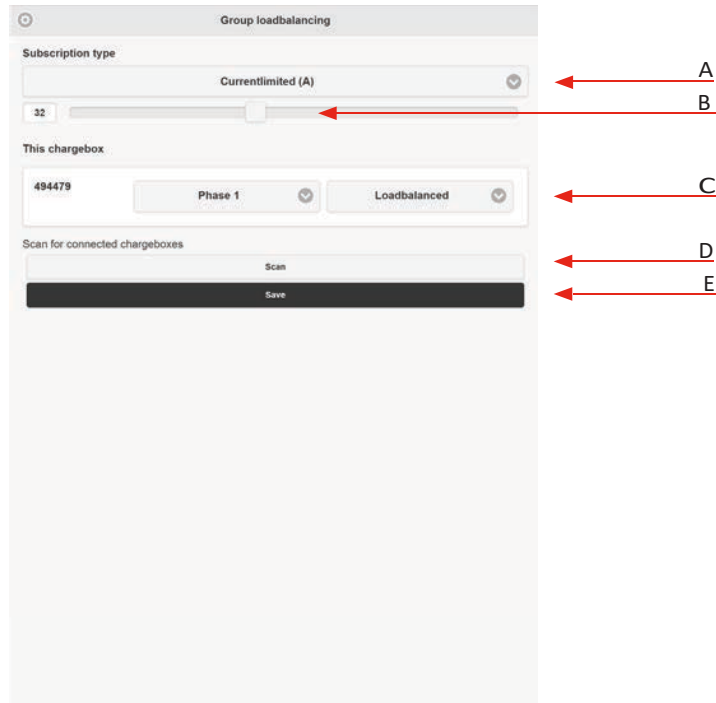 Group loadbalancing
Subscription type
Currentlimited (A)
A
B
32
This chargebox
494479
Phase 1
Loadbalanced
C
Scan for connected chargeboxes
D
Scan
E
Save